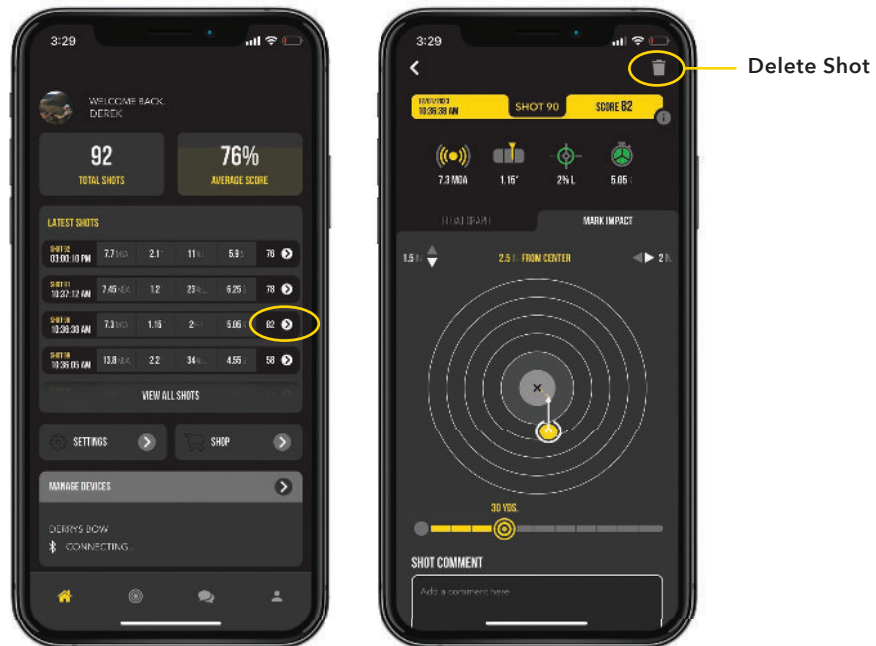 3:29
WELCOME BACK,
DEREK
92
TOTAL SHOTS
76%
AVERAGE SCORE
LATEST SHOTS
03:00:10 PM 7.7 2.1 11 5.8 76
10:37:12 AM 7.45 1.2 23 6.25 78
10:36:38 AM 7.3 1.15 2 5.05 82
10:36:05 AM 13.8 2.2 34 4.55 58
VIEW ALL SHOTS
SETTINGS
SHOP
MANAGE DEVICES
DERRYS BOW
CONNECTING..
3:29
Delete Shot
10:36:38 AM
SHOT 90
SCORE 82
7.3 MOA
1.15"
2% L
5.05
MARK IMPACT
1.5
2.5 FROM CENTER
2
30 YDS.
SHOT COMMENT
Add a comment here